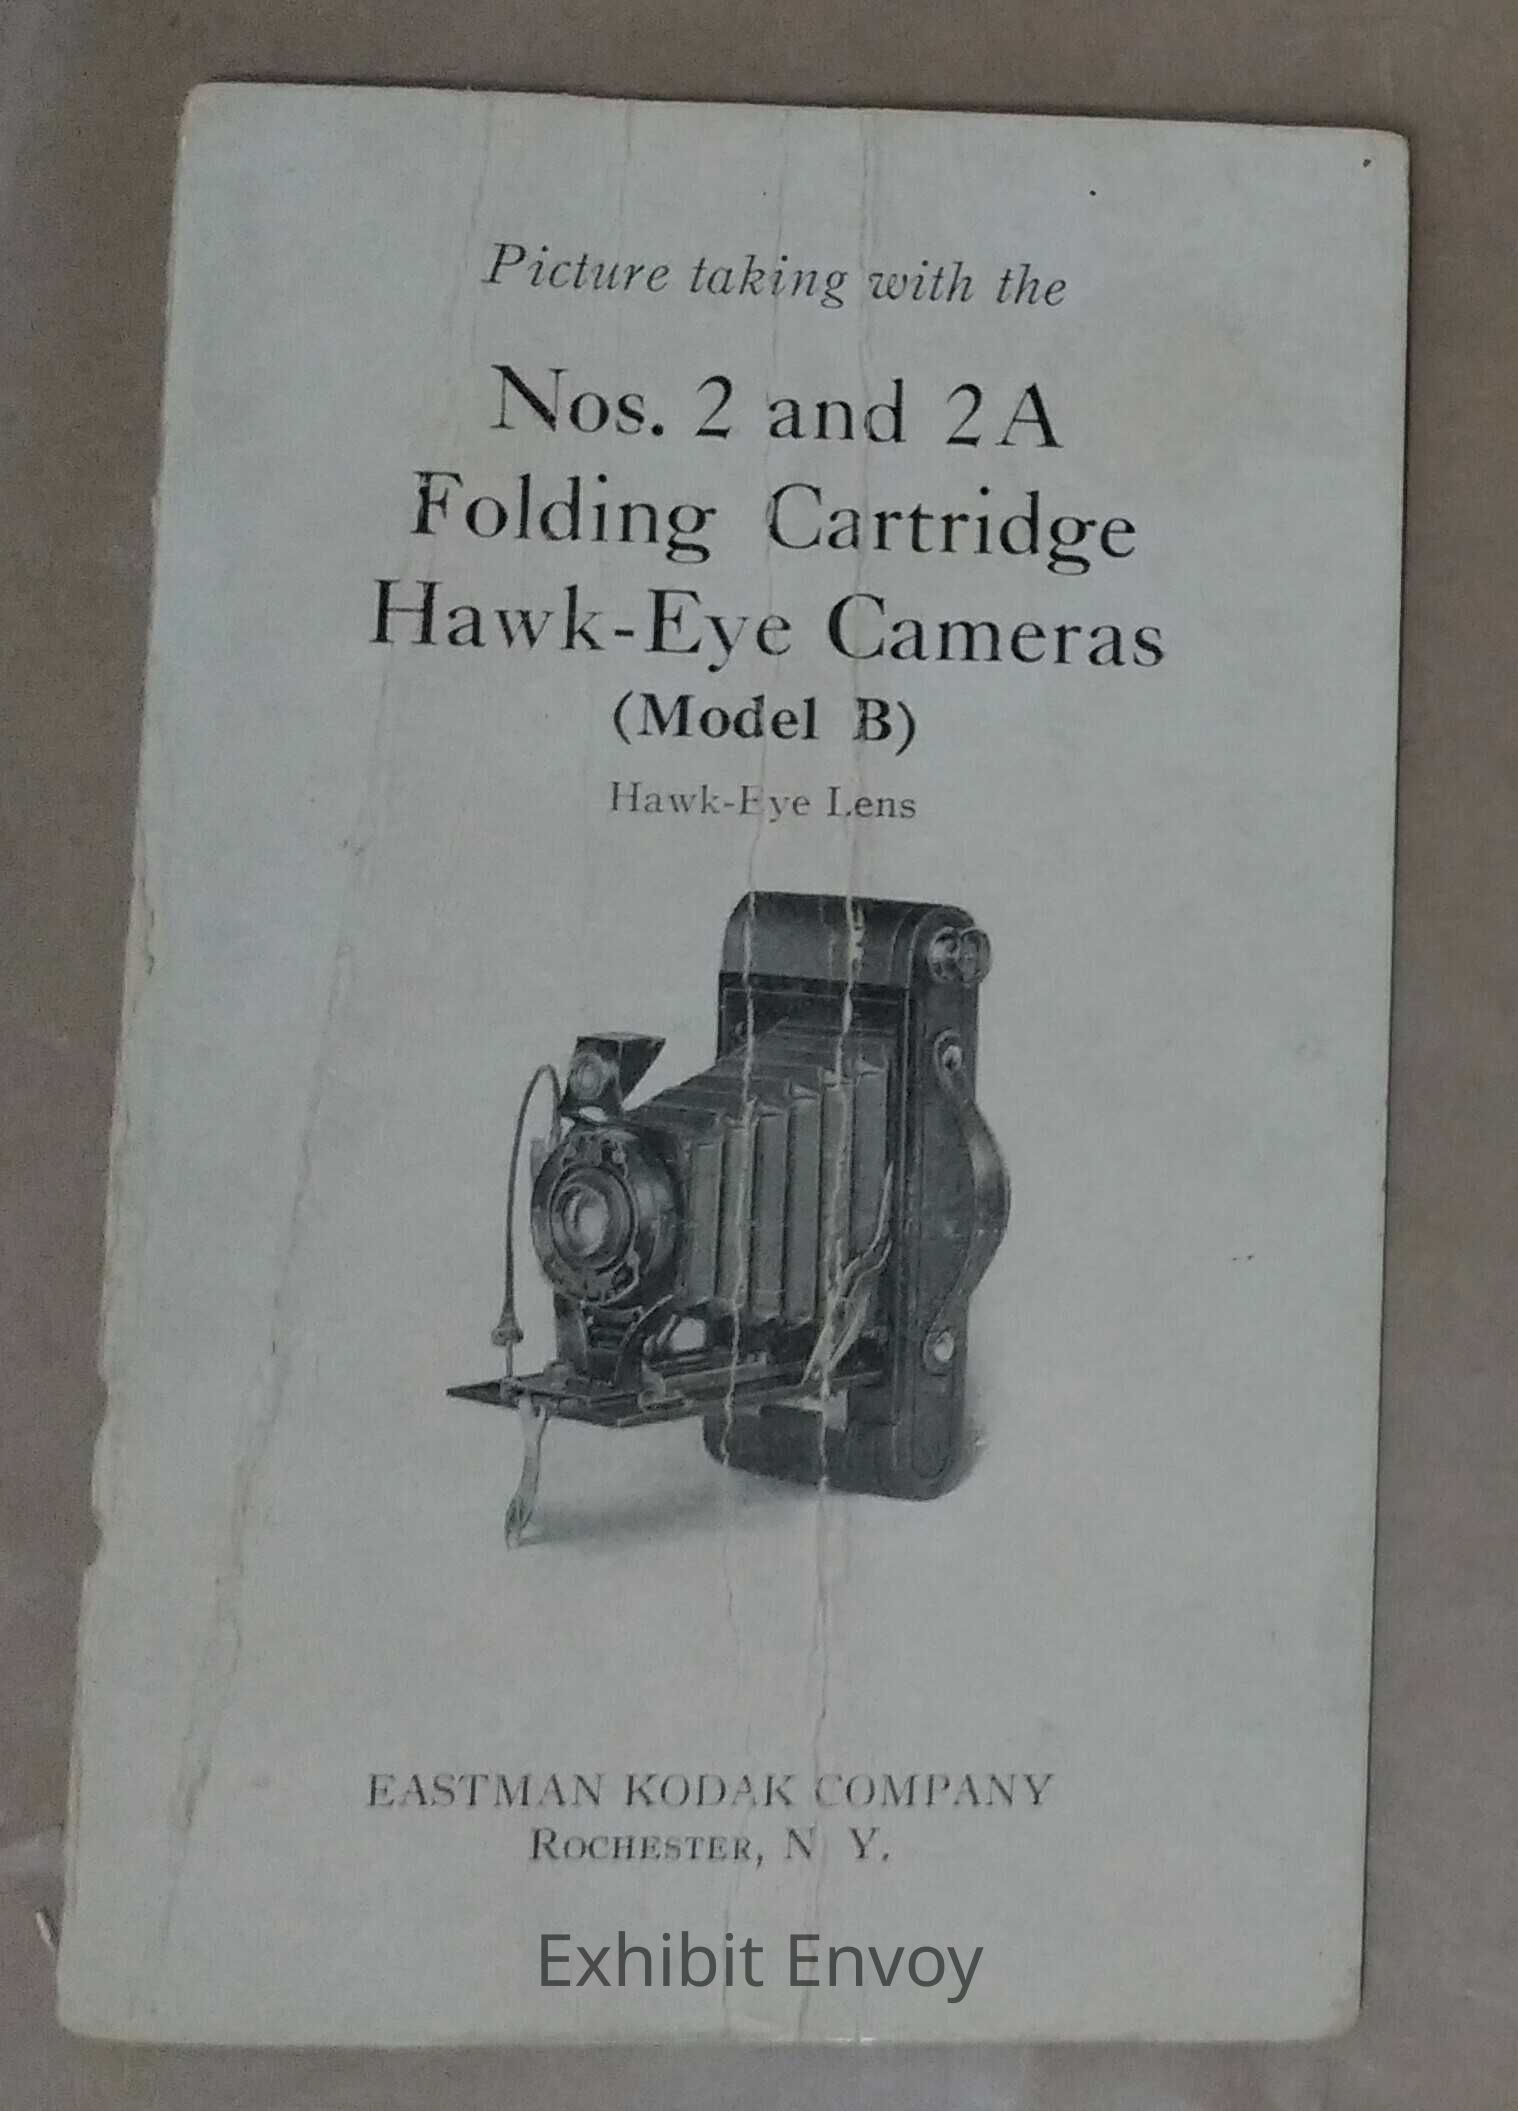 Picture taking with the
Nos. 2 and 2A
Folding Cartridge
Hawk-Eye Cameras
(Model B)
Hawk-Eye Lens
EASTMAN KODAK COMPANY
ROCHESTER, N. Y.
Exhibit Envoy